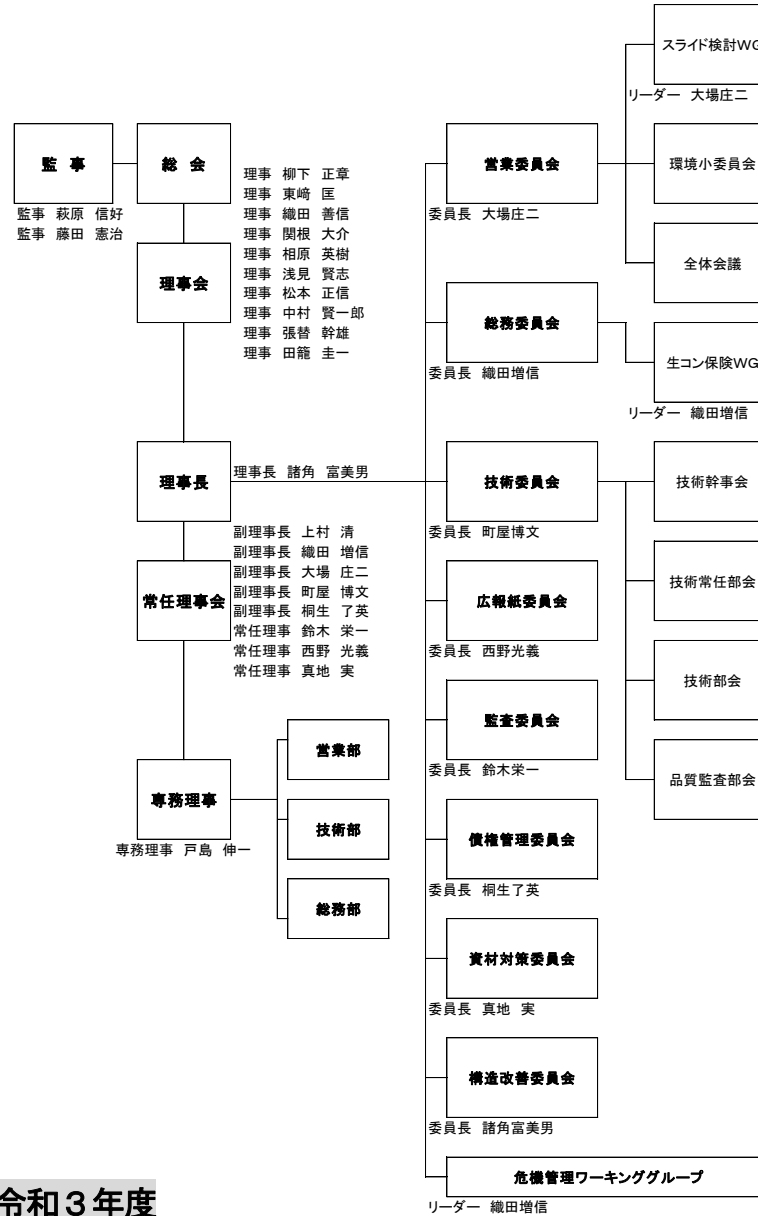 監 事
監事 萩原 信好
監事 藤田 憲治
総 会
理事会
理事 柳下 正章
理事 東﨑 匡
理事 織田 善信
理事 関根 大介
理事 相原 英樹
理事 浅見 賢志
理事 松本 正信
理事 中村 賢一郎
理事 張替 幹雄
理事 田籠 圭一
理事長
理事長 諸角 富美男
常任理事会
副理事長 上村 清
副理事長 織田 増信
副理事長 大場 庄二
副理事長 町屋 博文
副理事長 桐生 了英
常任理事 鈴木 栄一
常任理事 西野 光義
常任理事 真地 実
専務理事
専務理事 戸島 伸一
営業部
技術部
総務部
営業委員会
委員長 大場庄二
スライド検討WG
リーダー 大場庄二
環境小委員会
全体会議
総務委員会
委員長 織田増信
生コン保険WG
リーダー 織田増信
技術委員会
委員長 町屋博文
技術幹事会
技術常任部会
技術部会
品質監査部会
広報紙委員会
委員長 西野光義
監査委員会
委員長 鈴木栄一
債権管理委員会
委員長 桐生了英
資材対策委員会
委員長 真地 実
構造改善委員会
委員長 諸角富美男
危機管理ワーキンググループ
リーダー 織田増信
令和３年度